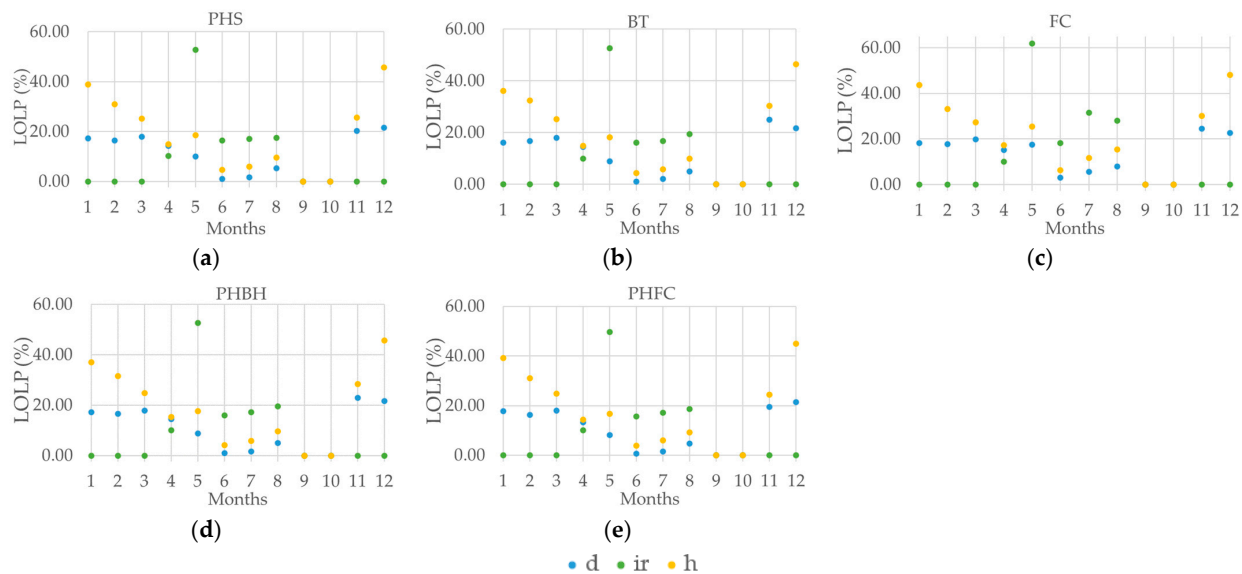 PHS
60.00
40.00
20.00
0.00
LOLP (%)
1 2 3 4 5 6 7 8 9 10 11 12
Months
(a)
BT
60.00
40.00
20.00
0.00
LOLP (%)
1 2 3 4 5 6 7 8 9 10 11 12
Months
(b)
FC
60.00
40.00
20.00
0.00
LOLP (%)
1 2 3 4 5 6 7 8 9 10 11 12
Months
(c)
PHBH
60.00
40.00
20.00
0.00
LOLP (%)
1 2 3 4 5 6 7 8 9 10 11 12
Months
(d)
PHFC
60.00
40.00
20.00
0.00
LOLP (%)
1 2 3 4 5 6 7 8 9 10 11 12
Months
(e)
d ir h